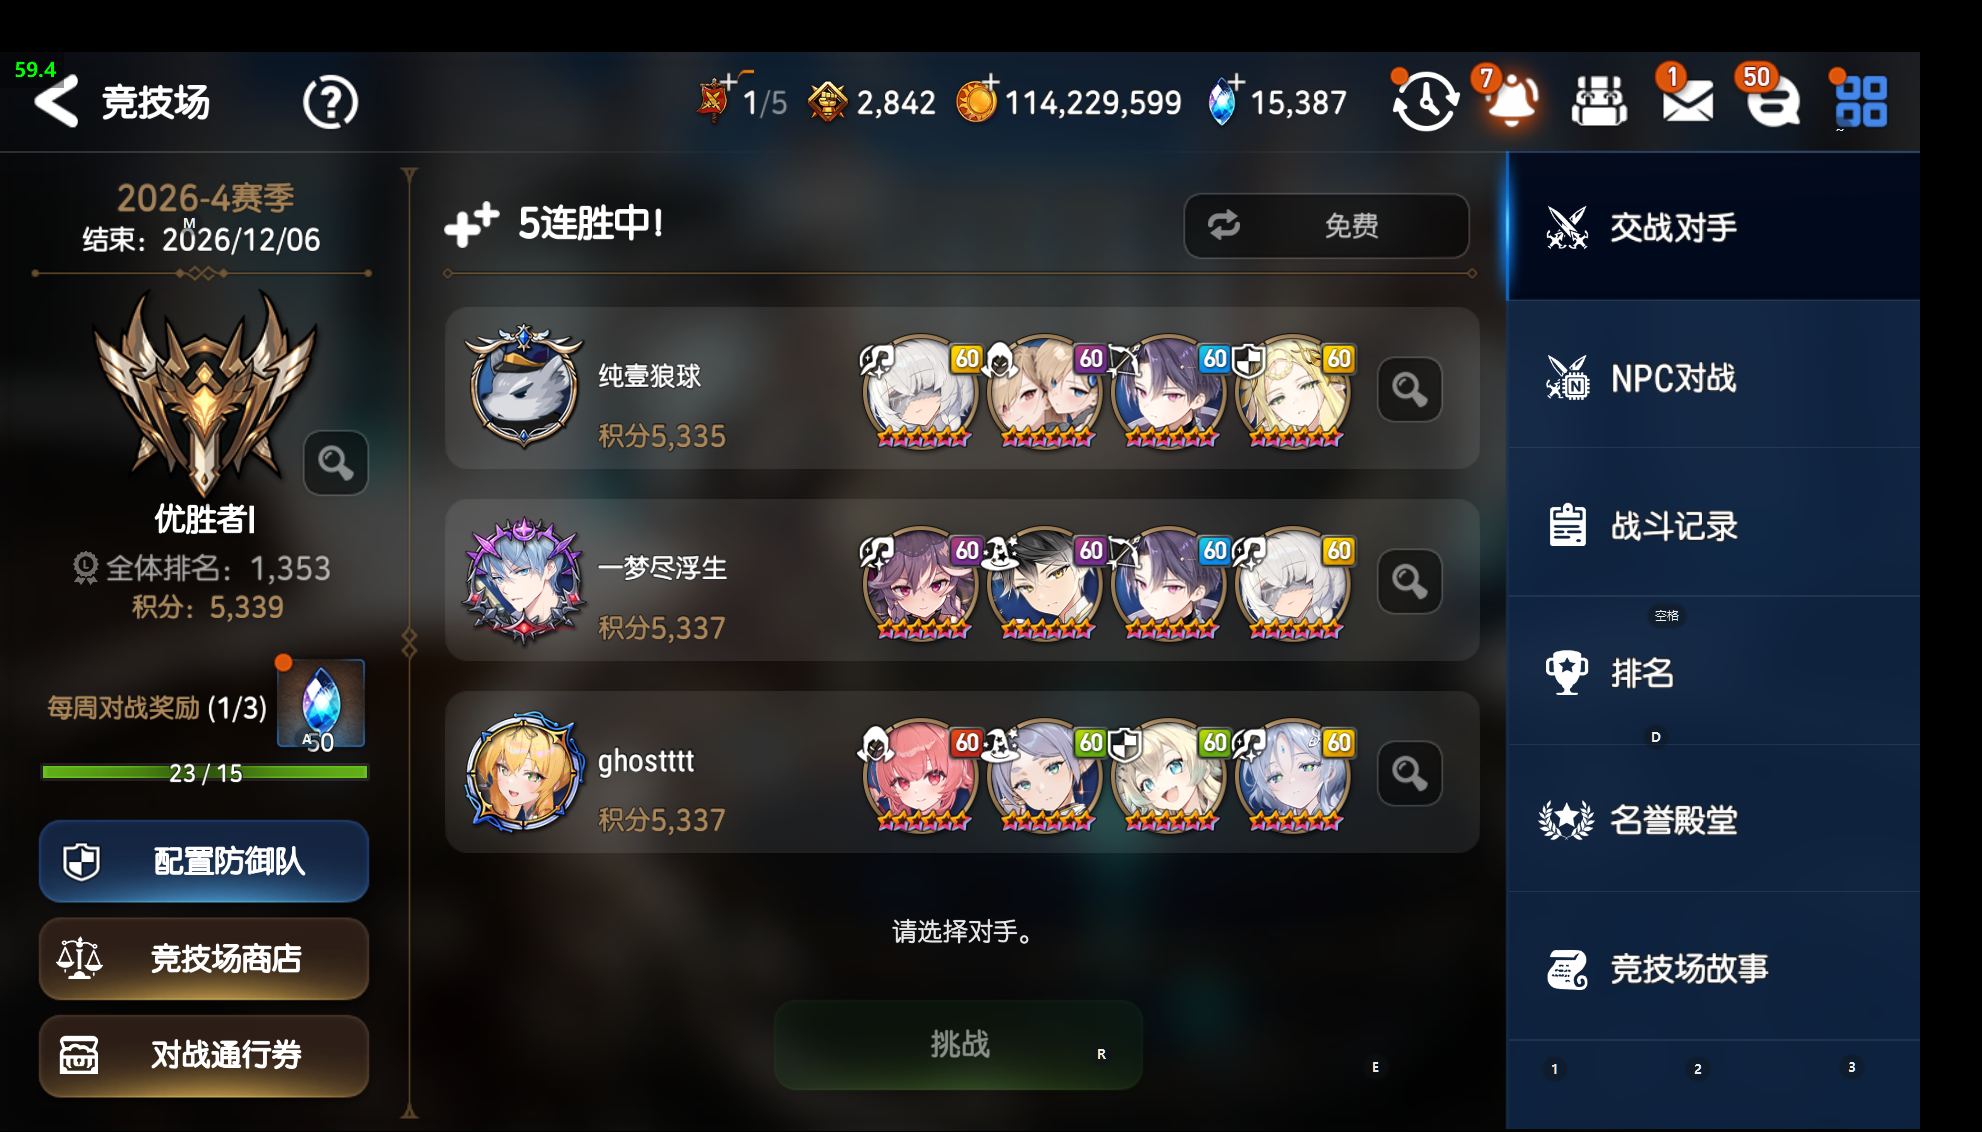 59.4
竞技场
1/5
2,842
114,229,599
15,387
7
1
50
2026-4赛季
M
结束：2026/12/06
优胜者I
全体排名：1,353
积分：5,339
每周对战奖励 (1/3)
A
50
23 / 15
配置防御队
竞技场商店
对战通行券
5连胜中!
免费
纯壹狼球
积分5,335
60
60
60
60
一梦尽浮生
积分5,337
60
60
60
60
ghostttt
积分5,337
60
60
60
60
请选择对手。
挑战
R
E
交战对手
NPC对战
战斗记录
空格
排名
D
名誉殿堂
竞技场故事
1
2
3